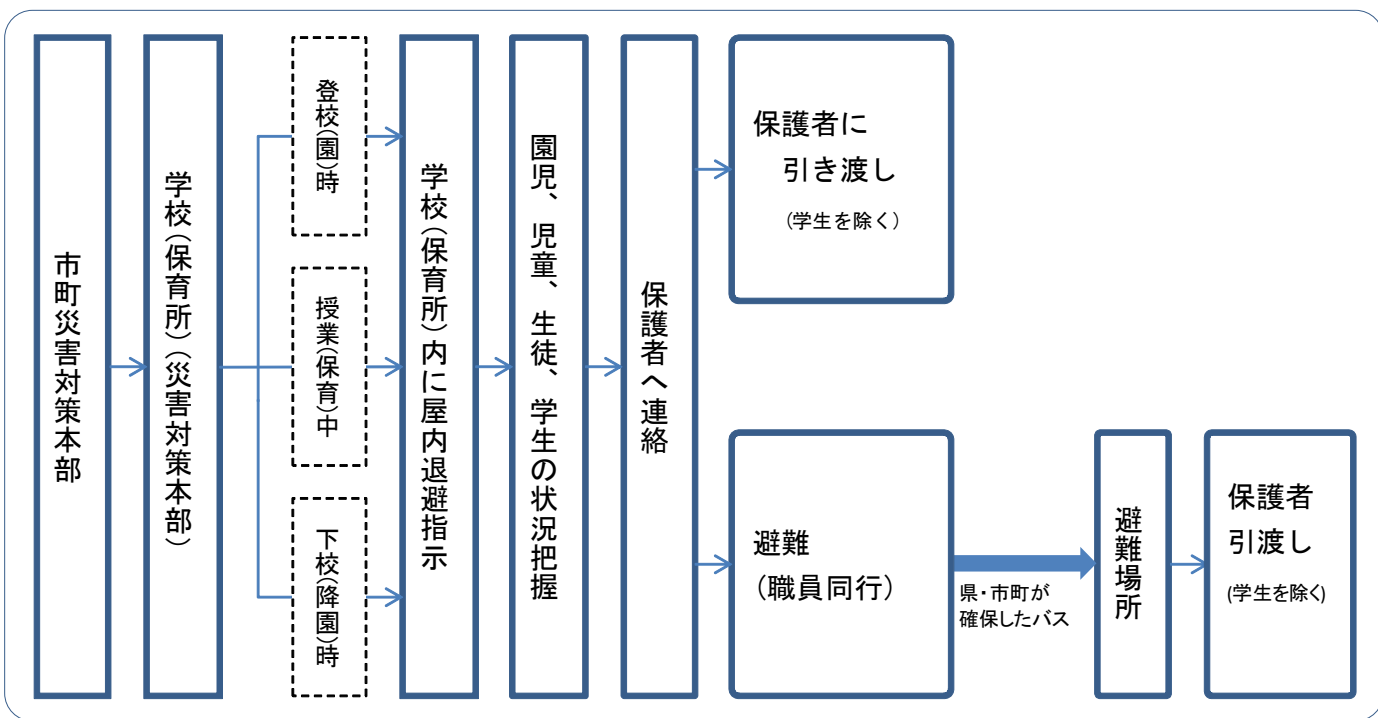 市町災害対策本部
学校（保育所）（災害対策本部）
登校（園）時
授業（保育）中
下校（降園）時
学校（保育所）内に屋内退避指示
園児、児童、生徒、学生の状況把握
保護者へ連絡
保護者に
引き渡し
(学生を除く）
避難
（職員同行）
県・市町が
確保したバス
避難場所
保護者
引渡し
(学生を除く)